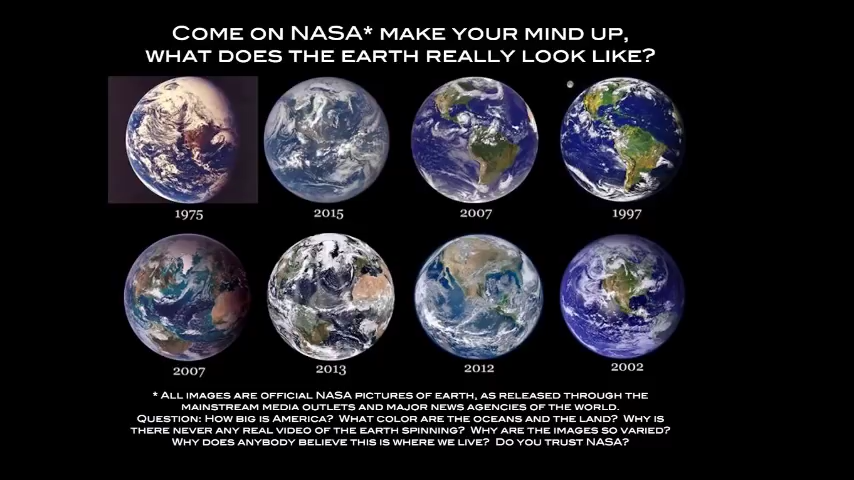 Come on NASA* make your mind up,
what does the earth really look like?
1975
2015
2007
1997
2007
2013
2012
2002
* All images are official NASA pictures of earth, as released through the
mainstream media outlets and major news agencies of the world.
Question: How big is America? What color are the oceans and the land? Why is
there never any real video of the earth spinning? Why are the images so varied?
Why does anybody believe this is where we live? Do you trust NASA?